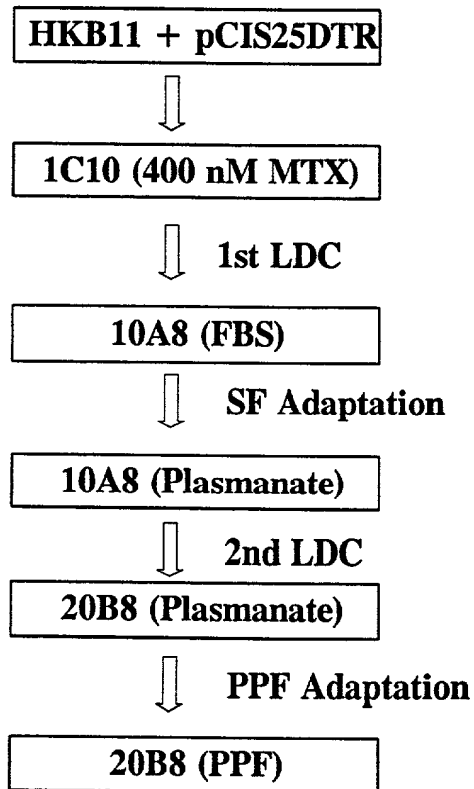 HKB11 + pCIS25DTR
1C10 (400 nM MTX)
1st LDC
10A8 (FBS)
SF Adaptation
10A8 (Plasmanate)
2nd LDC
20B8 (Plasmanate)
PPF Adaptation
20B8 (PPF)